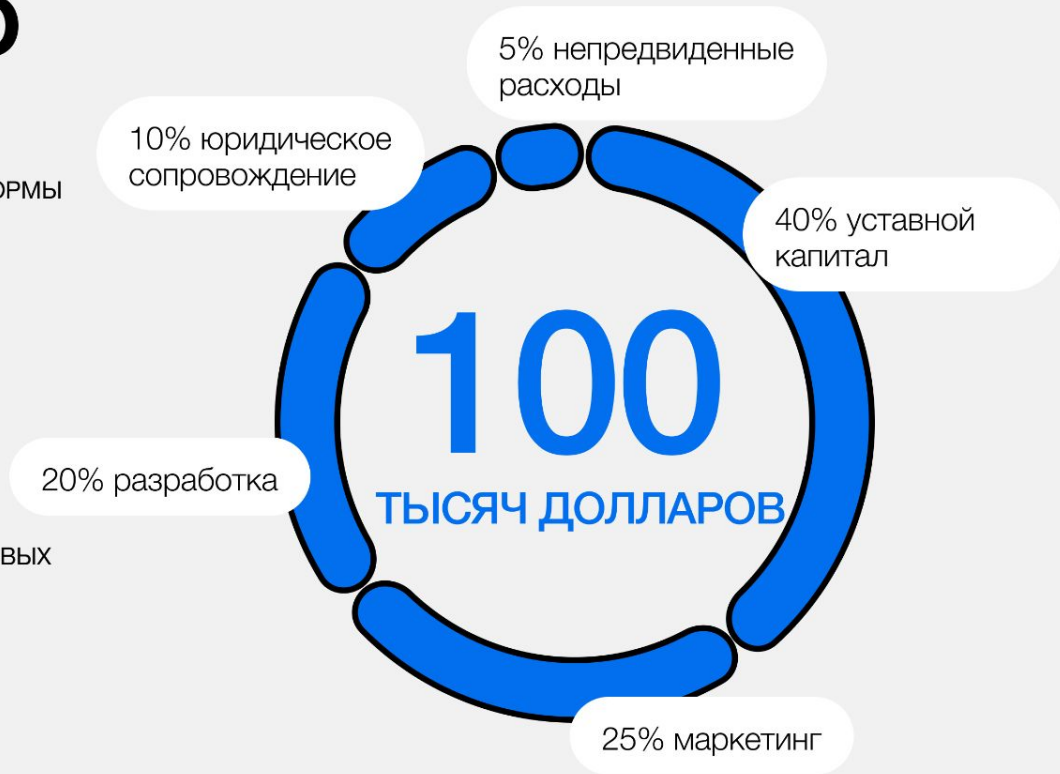 5% непредвиденные
расходы
10% юридическое
сопровождение
40% уставной
капитал
100
ТЫСЯЧ ДОЛЛАРОВ
20% разработка
25% маркетинг